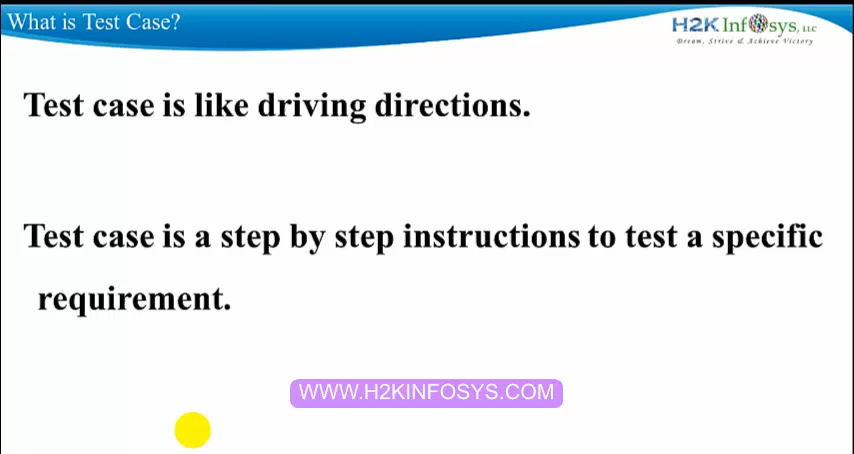 What is Test Case?
H2K Infosys, LLC
Dream, Strive & Achieve Victory
Test case is like driving directions.
Test case is a step by step instructions to test a specific
requirement.
WWW.H2KINFOSYS.COM